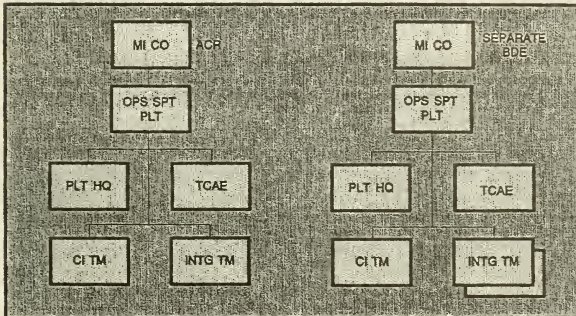 MI CO
ACR
OPS SPT
PLT
PLT HQ
TCAE
CI TM
INTG TM
MI CO
SEPARATE
BDE
OPS SPT
PLT
PLT HQ
TCAE
CI TM
INTG TM